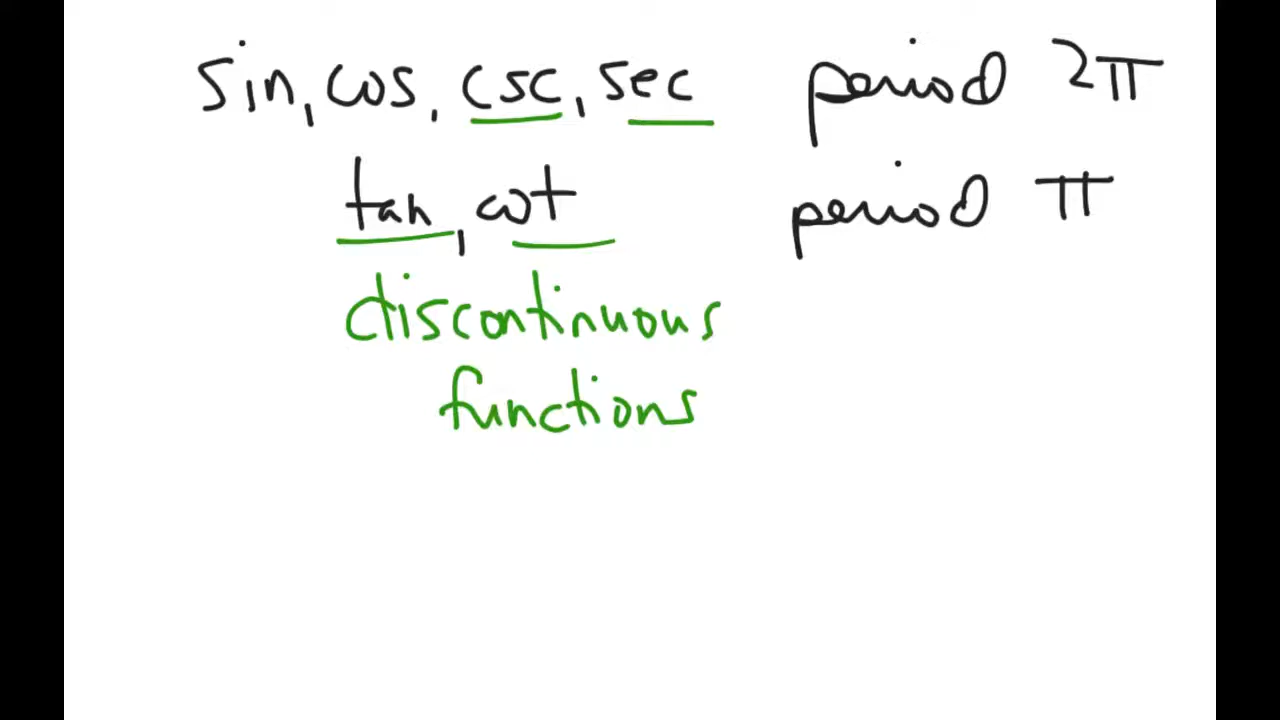 sin, cos, csc, sec period 2π
tan, cot period π
discontinuous
functions